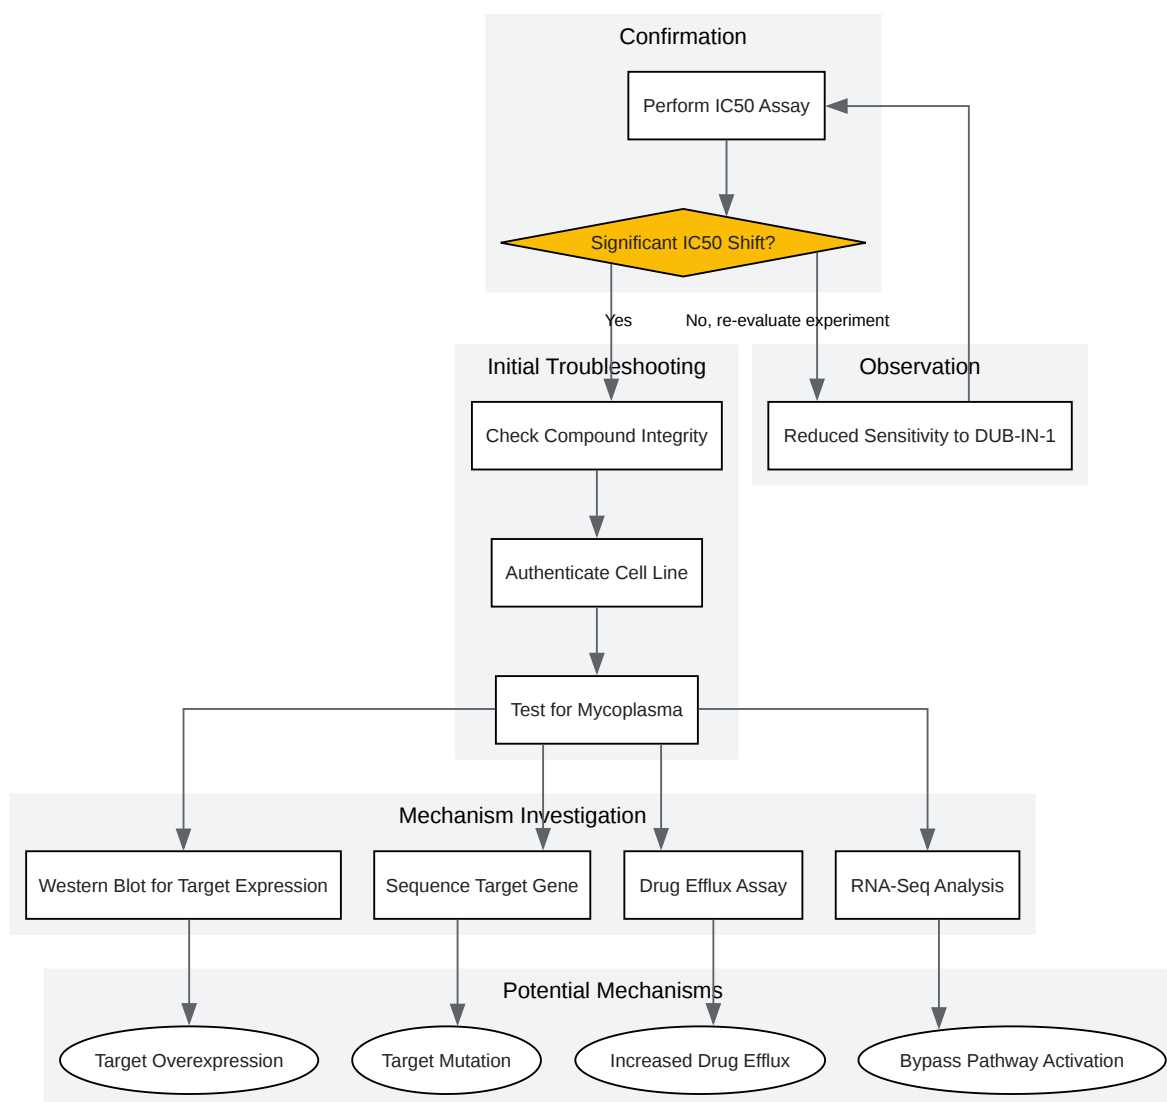 Confirmation
Perform IC50 Assay
Significant IC50 Shift?
Yes
No, re-evaluate experiment
Initial Troubleshooting
Observation
Check Compound Integrity
Reduced Sensitivity to DUB-IN-1
Authenticate Cell Line
Test for Mycoplasma
Mechanism Investigation
Western Blot for Target Expression
Sequence Target Gene
Drug Efflux Assay
RNA-Seq Analysis
Potential Mechanisms
Target Overexpression
Target Mutation
Increased Drug Efflux
Bypass Pathway Activation